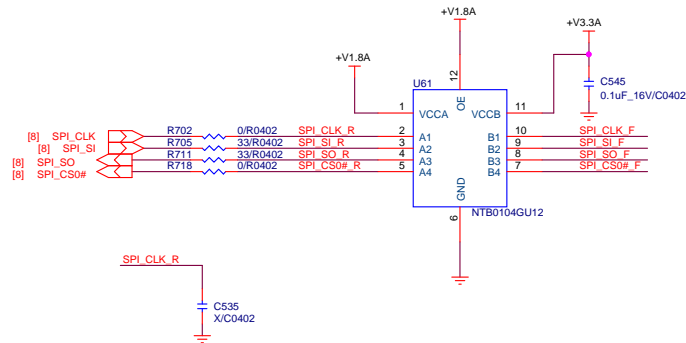 +V1.8A
+V3.3A
+V1.8A
U61
12
OE
C545
0.1uF_16V/C0402
1
VCCA
VCCB
11
[8] SPI_CLK
R702
0/R0402
SPI_CLK_R
2
A1
B1
10
SPI_CLK_F
[8] SPI_SI
R705
33/R0402
SPI_SI_R
3
A2
B2
9
SPI_SI_F
[8] SPI_SO
R711
33/R0402
SPI_SO_R
4
A3
B3
8
SPI_SO_F
[8] SPI_CS0#
R718
0/R0402
SPI_CS0#_R
5
A4
B4
7
SPI_CS0#_F
GND
6
NTB0104GU12
SPI_CLK_R
C535
X/C0402